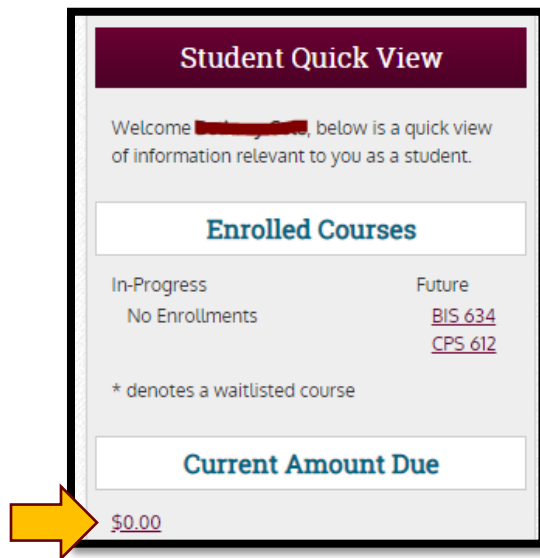 Student Quick View
Welcome , below is a quick view
of information relevant to you as a student.
Enrolled Courses
In-Progress Future
No Enrollments BIS 634
CPS 612
* denotes a waitlisted course
Current Amount Due
$0.00